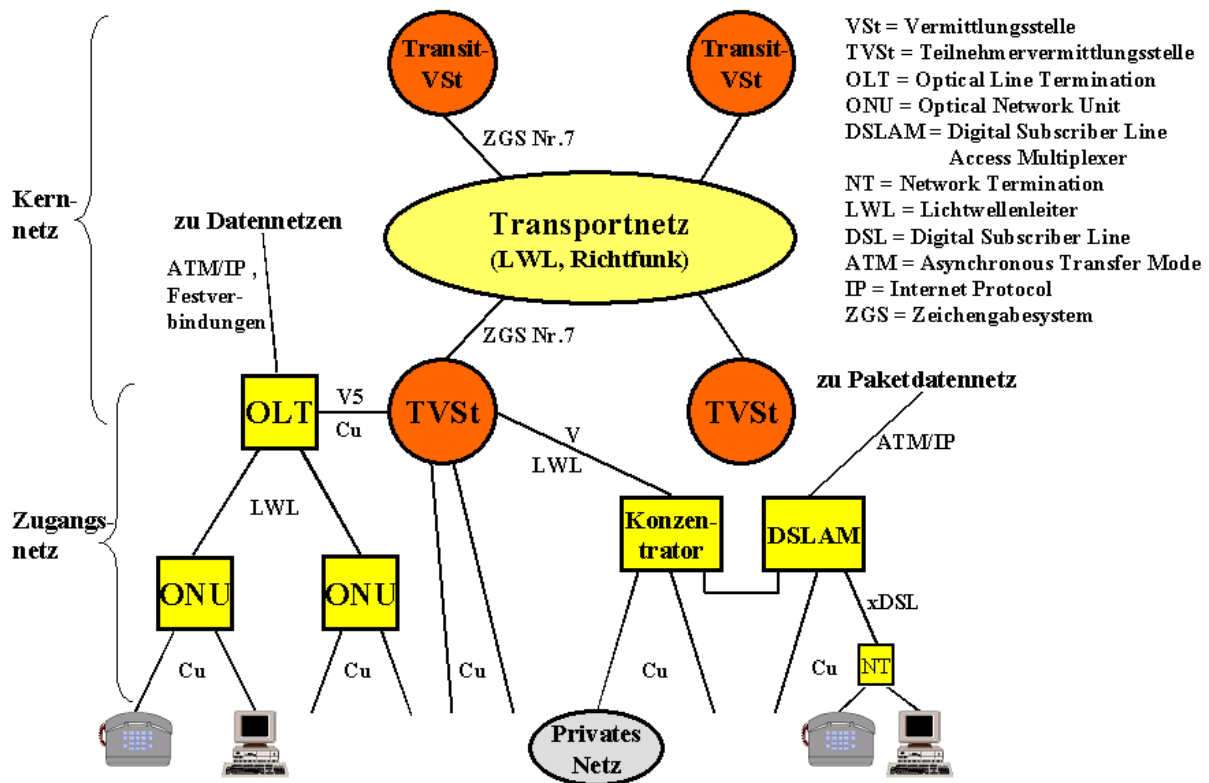 Transit-
VSt
Transit-
VSt
VSt = Vermittlungsstelle
TVSt = Teilnehmervermittlungsstelle
OLT = Optical Line Termination
ONU = Optical Network Unit
DSLAM = Digital Subscriber Line
Access Multiplexer
NT = Network Termination
LWL = Lichtwellenleiter
DSL = Digital Subscriber Line
ATM = Asynchronous Transfer Mode
IP = Internet Protocol
ZGS = Zeichengabesystem
ZGS Nr.7
Kern-
netz
zu Datennetzen
Transportnetz
(LWL, Richtfunk)
ATM/IP ,
Festver-
bindungen
ZGS Nr.7
zu Paketdatennetz
OLT
V5
Cu
TVSt
TVSt
V
LWL
ATM/IP
Zugangs-
netz
LWL
Konzen-
trator
DSLAM
ONU
ONU
xDSL
Cu
Cu
Cu
Cu
Cu
NT
Privates
Netz